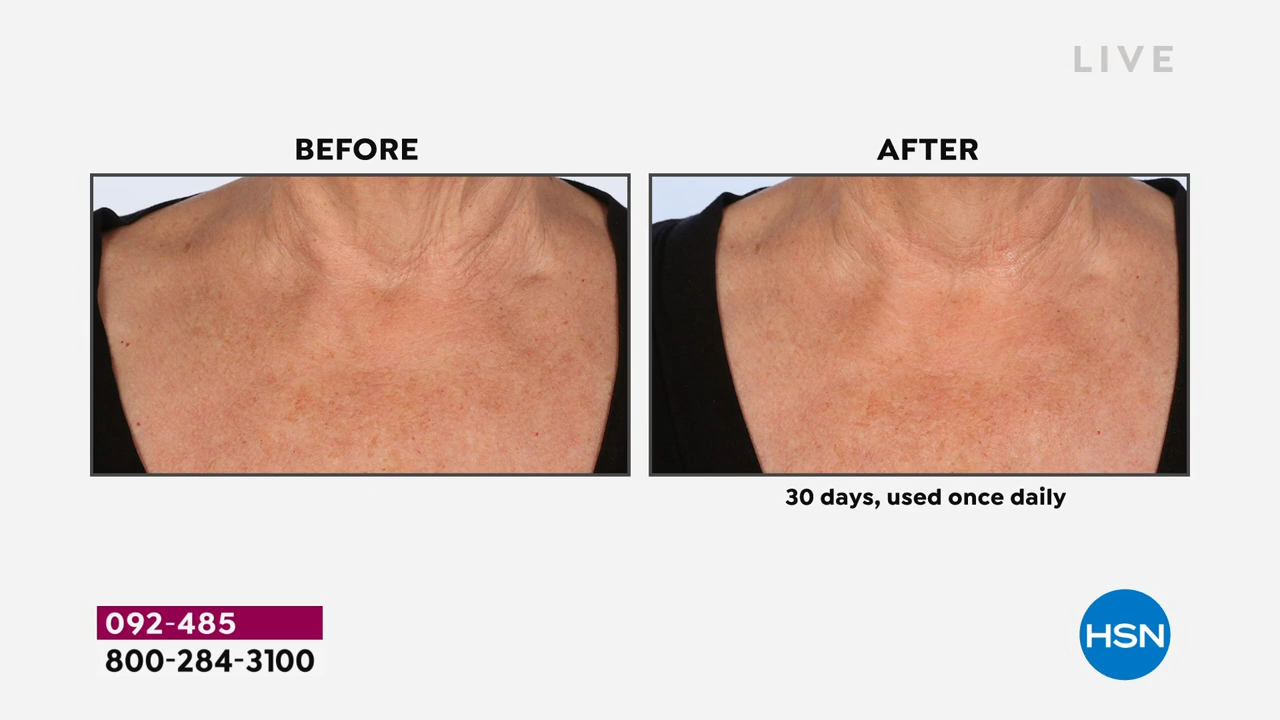 LIVE
BEFORE
AFTER
30 days, used once daily
092-485
800-284-3100
HSN